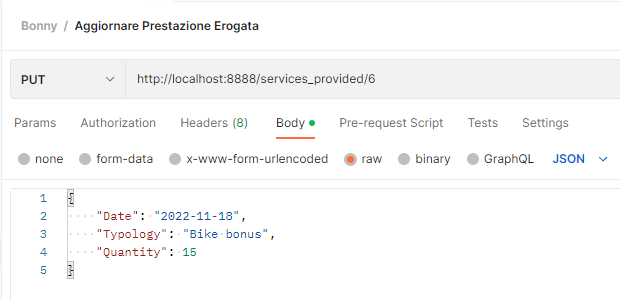 Bonny / Aggiornare Prestazione Erogata
PUT http://localhost:8888/services_provided/6
Params Authorization Headers (8) Body Pre-request Script Tests Settings
none form-data x-www-form-urlencoded raw binary GraphQL JSON
1 {
2 "Date": "2022-11-18",
3 "Typology": "Bike bonus",
4 "Quantity": 15
5 }